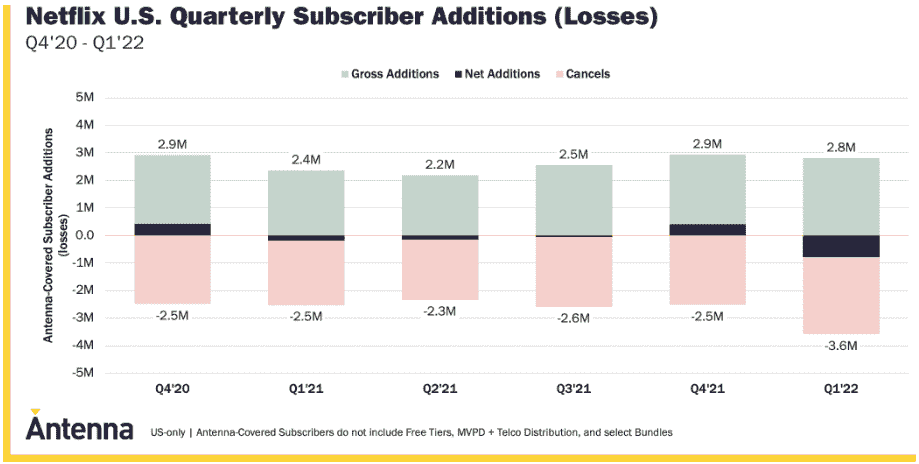 Netflix U.S. Quarterly Subscriber Additions (Losses)
Q4'20 - Q1'22
Gross Additions Net Additions Cancels
Antenna-Covered Subscriber Additions
(losses)
5M
4M
3M
2M
1M
0.0
-1M
-2M
-3M
-4M
-5M
2.9M 2.4M 2.2M 2.5M 2.9M 2.8M
-2.5M -2.5M -2.3M -2.6M -2.5M -3.6M
Q4'20 Q1'21 Q2'21 Q3'21 Q4'21 Q1'22
Antenna
US-only | Antenna-Covered Subscribers do not include Free Tiers, MVPD + Telco Distribution, and select Bundles